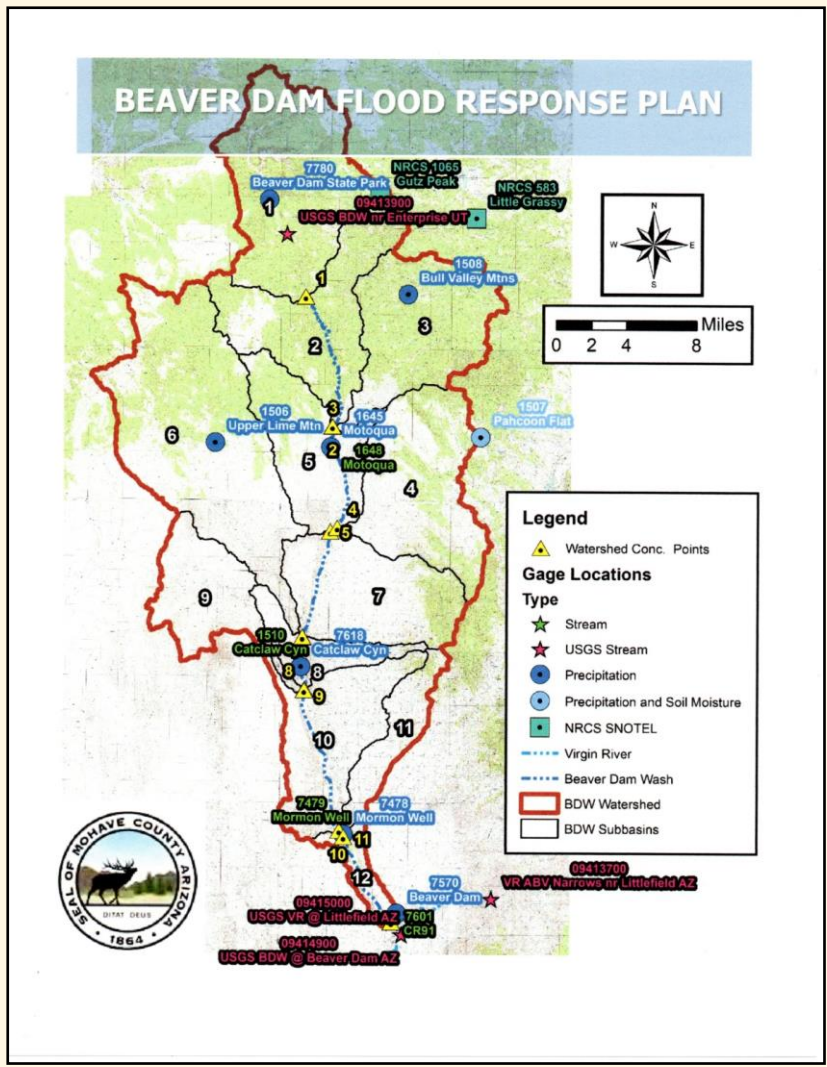 BEAVER DAM FLOOD RESPONSE PLAN
7780
Beaver Dam State Park
NRCS 1065
Gutz Peak
NRCS 583
Little Grassy
1
09413900
USGS BDW nr Enterprise UT
N
W
E
S
1508
Bull Valley Mtns
1
2
3
Miles
0 2 4 8
3
1506
Upper Lime Mtn
1645
Motoqua
1507
Pahcoon Flat
6
2
1648
Motoqua
5
4
4
5
9
7
1510
Catclaw Cyn
7618
Catclaw Cyn
8
8
9
10
11
7479
Mormon Well
7478
Mormon Well
11
10
12
09413700
VR ABV Narrows nr Littlefield AZ
7570
Beaver Dam
09415000
USGS VR @ Littlefield AZ
7601
CR91
09414900
USGS BDW @ Beaver Dam AZ
Legend
Watershed Conc. Points
Gage Locations
Type
Stream
USGS Stream
Precipitation
Precipitation and Soil Moisture
NRCS SNOTEL
Virgin River
Beaver Dam Wash
BDW Watershed
BDW Subbasins
SEAL OF MOHAVE COUNTY ARIZONA
DITAT DEUS
1864